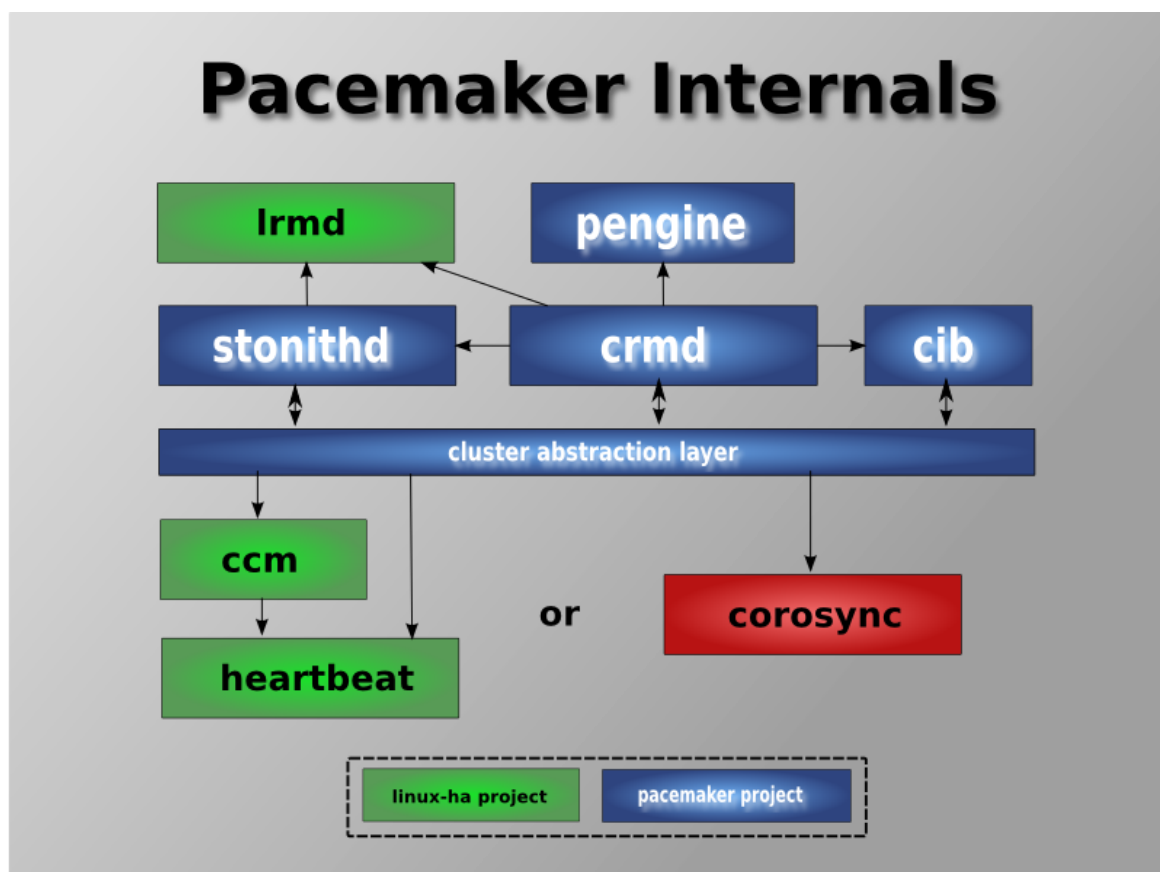 Pacemaker Internals
lrmd
pengine
stonithd
crmd
cib
cluster abstraction layer
ccm
or
corosync
heartbeat
linux-ha project
pacemaker project